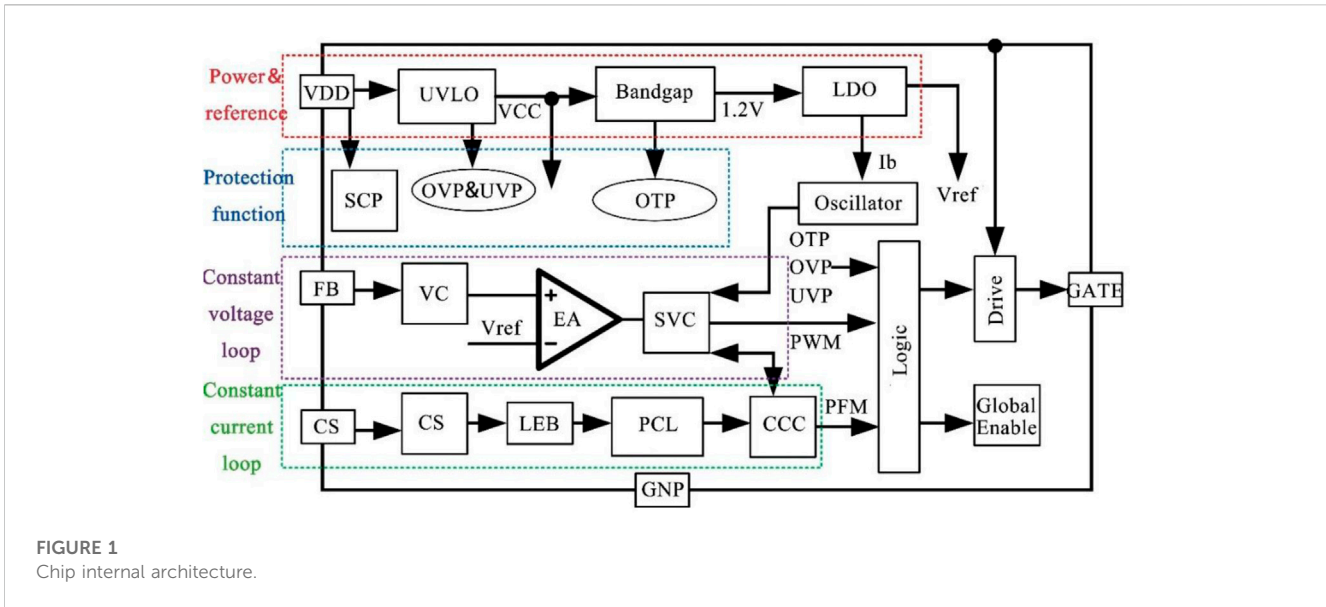 Power&
reference
VDD
UVLO
VCC
Bandgap
1.2V
LDO
Ib
Vref
Protection
function
SCP
OVP&UVP
OTP
Oscillator
Constant
voltage
loop
FB
VC
Vref
+
EA
−
SVC
OTP
OVP
UVP
PWM
Logic
Drive
GATE
Constant
current
loop
CS
CS
LEB
PCL
CCC
PFM
Global
Enable
GNP
FIGURE 1
Chip internal architecture.